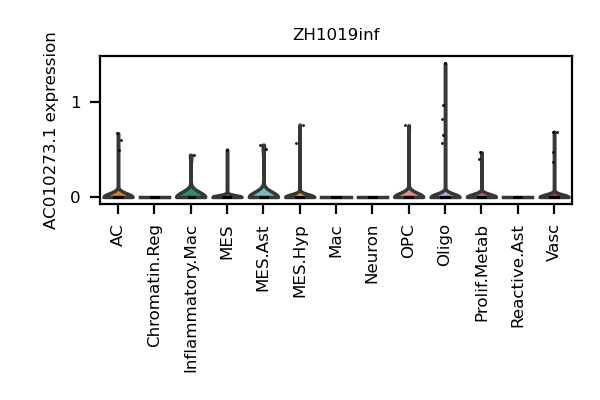 ZH1019inf
AC010273.1 expression
1
0
AC
Chromatin.Reg
Inflammatory.Mac
MES
MES.Ast
MES.Hyp
Mac
Neuron
OPC
Oligo
Prolif.Metab
Reactive.Ast
Vasc